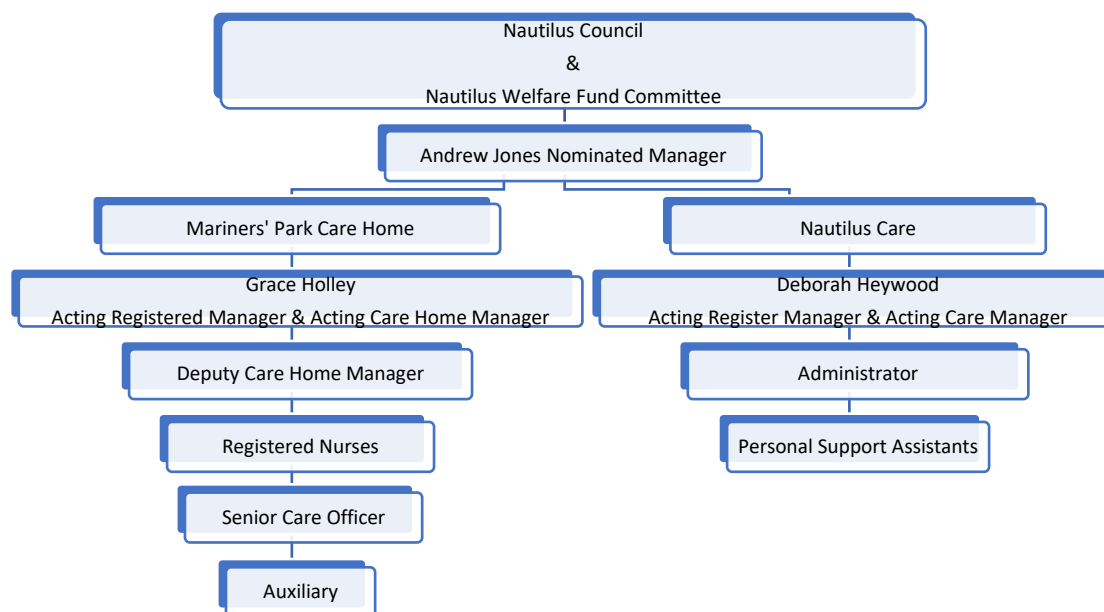 Nautilus Council
&
Nautilus Welfare Fund Committee
Andrew Jones Nominated Manager
Mariners' Park Care Home
Nautilus Care
Grace Holley
Acting Registered Manager & Acting Care Home Manager
Deborah Heywood
Acting Register Manager & Acting Care Manager
Deputy Care Home Manager
Administrator
Registered Nurses
Personal Support Assistants
Senior Care Officer
Auxiliary